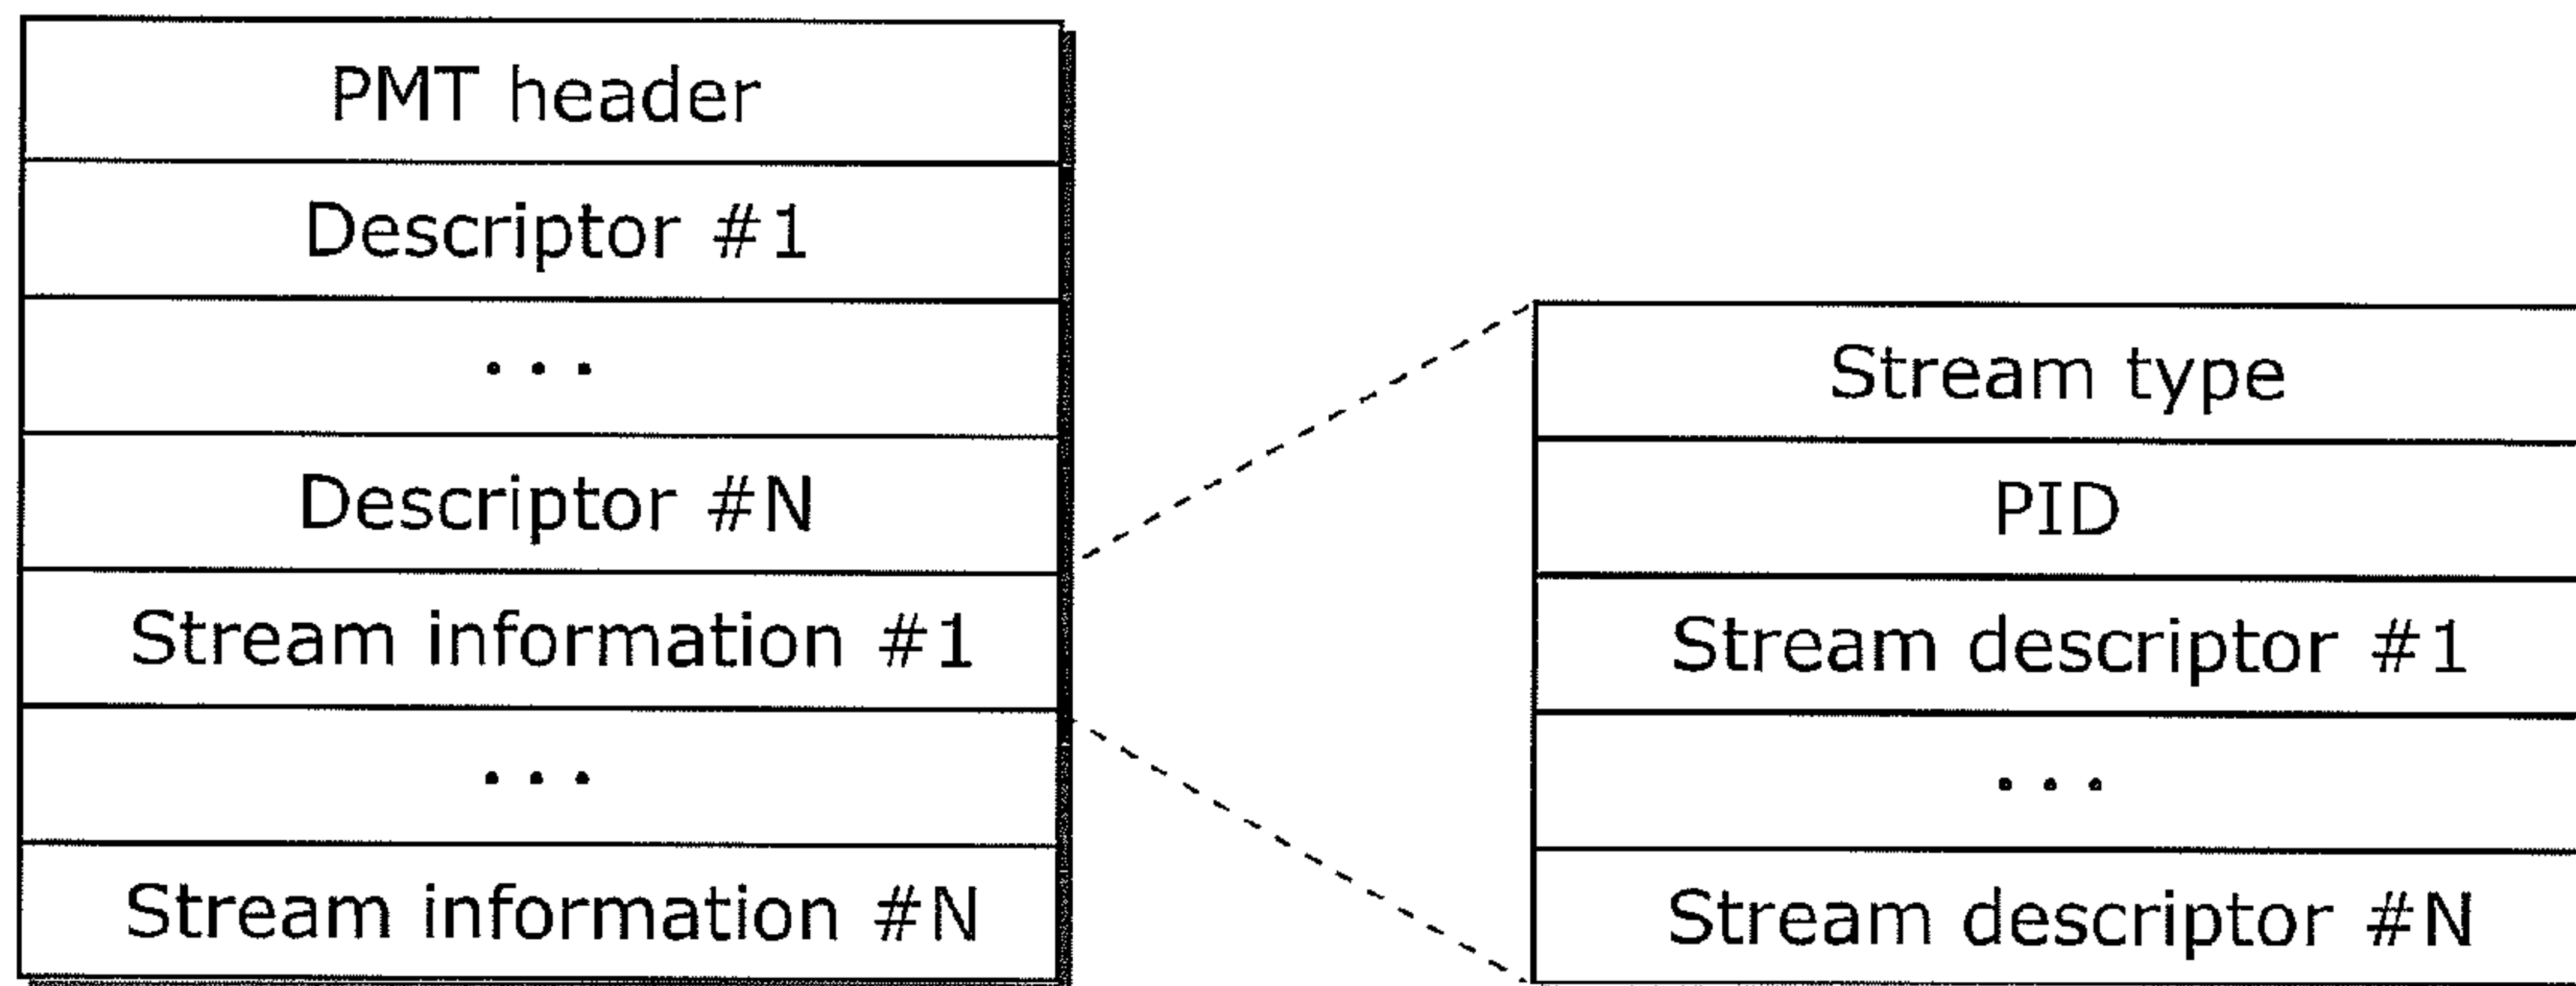 PMT header
Descriptor #1
...
Descriptor #N
Stream information #1
...
Stream information #N
Stream type
PID
Stream descriptor #1
...
Stream descriptor #N